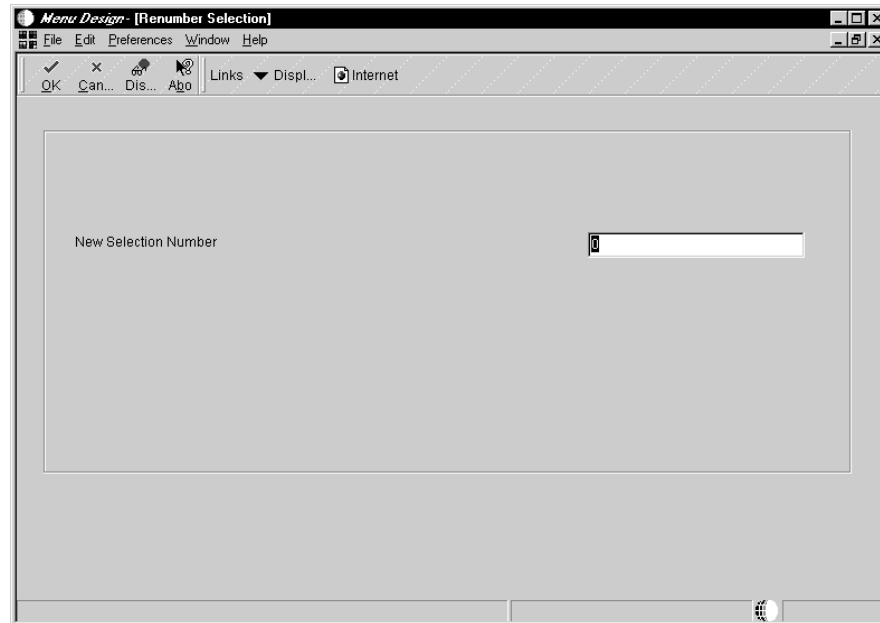 Menu Design - [Renumber Selection]
File Edit Preferences Window Help
OK Can... Dis... Abo Links Displ... Internet
New Selection Number
0